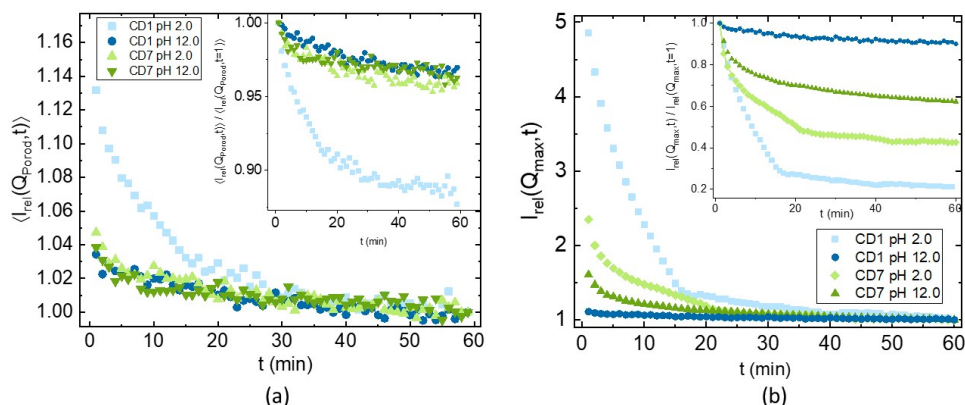 CD1 pH 2.0
CD1 pH 12.0
CD7 pH 2.0
CD7 pH 12.0
⟨I_rel(Q_Porod,t)⟩
1.16
1.14
1.12
1.10
1.08
1.06
1.04
1.02
1.00
0 10 20 30 40 50 60
t (min)
⟨I_rel(Q_Porod,t)⟩ / ⟨I_rel(Q_Porod,t=1)⟩
1.00
0.975
0.95
0.90
0 20 40 60
t (min)
(a)
I_rel(Q_max,t)
5
4
3
2
1
0 10 20 30 40 50 60
t (min)
I_rel(Q_max,t) / I_rel(Q_max,t=1)
1.0
0.8
0.6
0.4
0.2
0 20 40 60
t (min)
CD1 pH 2.0
CD1 pH 12.0
CD7 pH 2.0
CD7 pH 12.0
(b)